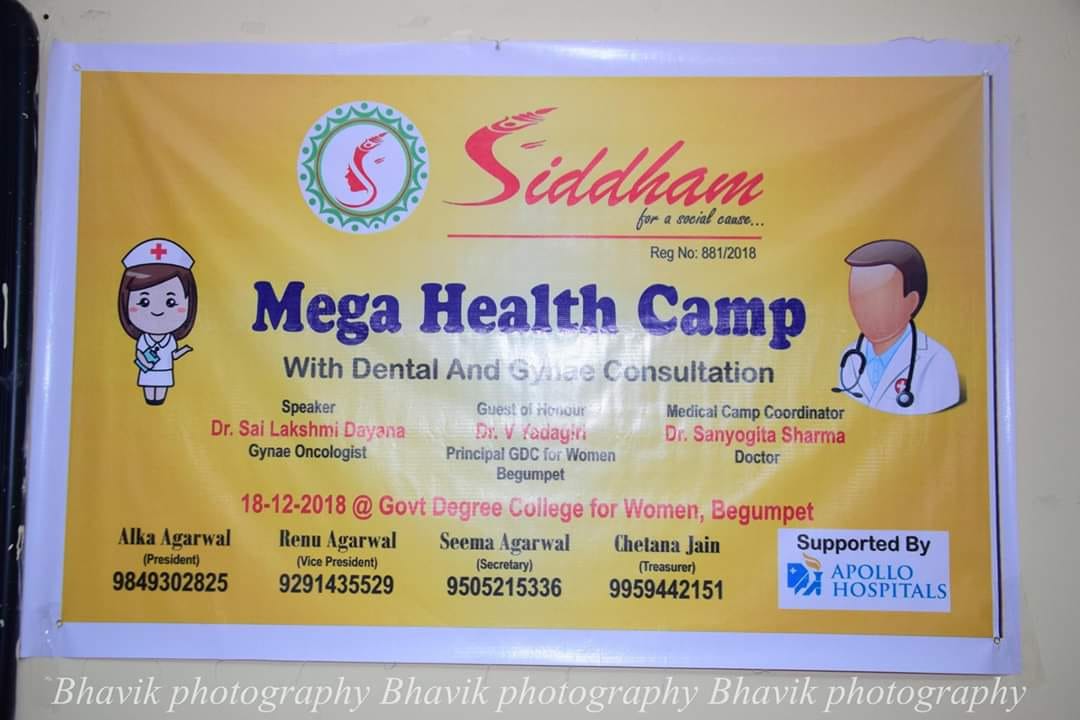 Siddham
for a social cause...
Reg No: 881/2018
Mega Health Camp
With Dental And Gynae Consultation
Speaker
Dr. Sai Lakshmi Dayana
Gynae Oncologist
Guest of Honour
Dr. V Yadagiri
Principal GDC for Women
Begumpet
Medical Camp Coordinator
Dr. Sanyogita Sharma
Doctor
18-12-2018 @ Govt Degree College for Women, Begumpet
Alka Agarwal
(President)
9849302825
Renu Agarwal
(Vice President)
9291435529
Seema Agarwal
(Secretary)
9505215336
Chetana Jain
(Treasurer)
9959442151
Supported By
APOLLO
HOSPITALS
Bhavik photography Bhavik photography Bhavik photography